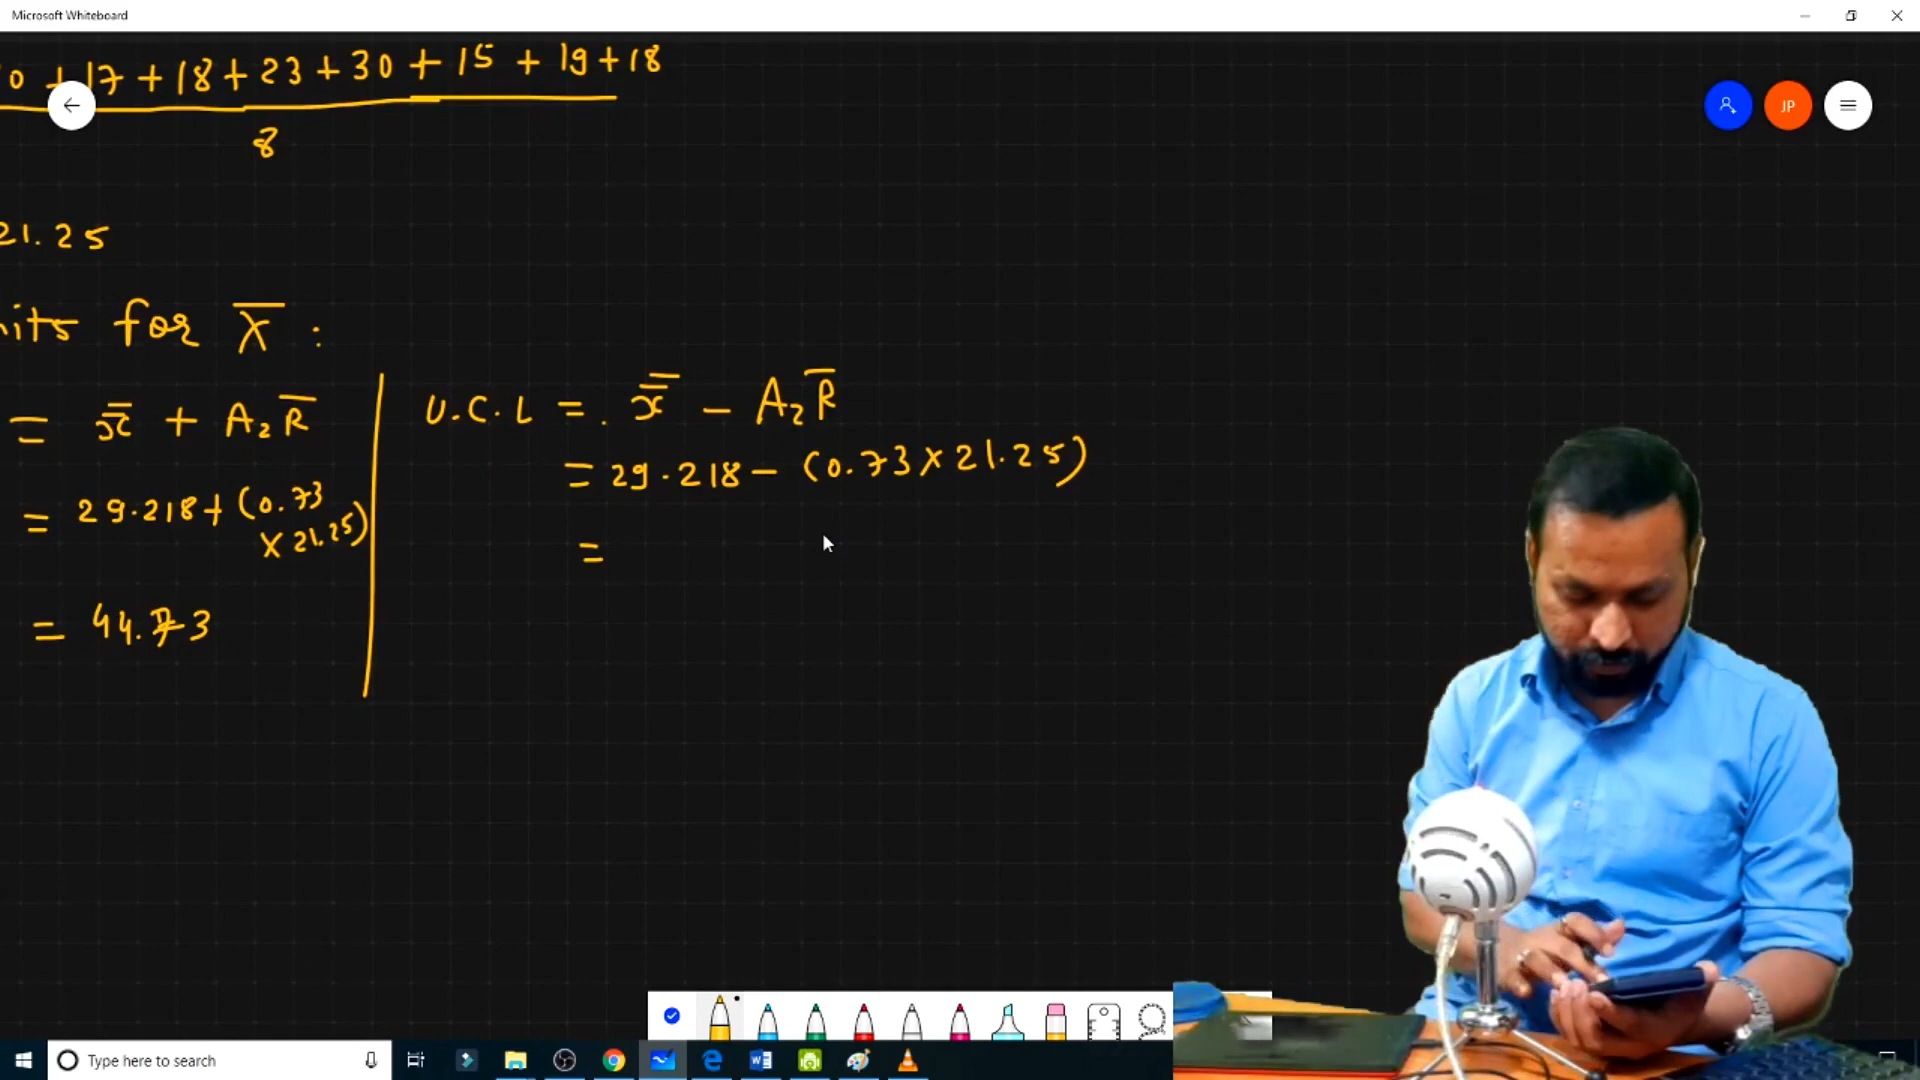 Microsoft Whiteboard
0 + 17 + 18 + 23 + 30 + 15 + 19 + 18
8
21.25
for X̅ :
= x̿ + A₂R̅
= 29.218 + (0.73
× 21.25)
= 44.73
U.C.L = x̿ − A₂R̅
= 29.218 − (0.73 × 21.25)
=
JP
Type here to search